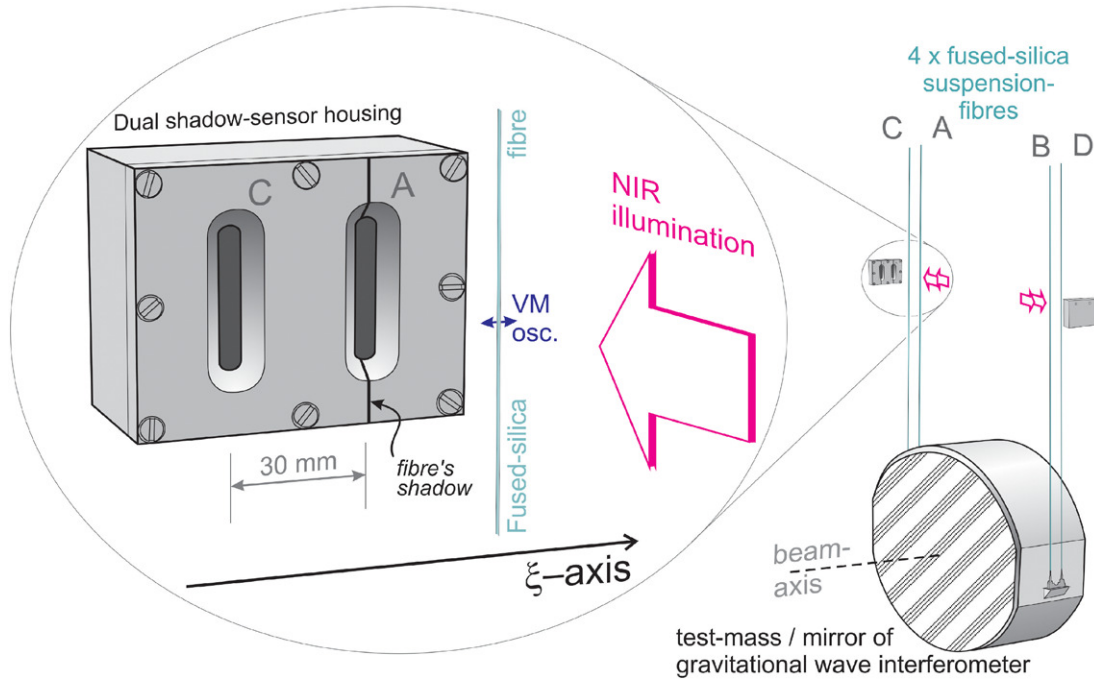 4 x fused-silica
suspension-
fibres
C A
B D
Dual shadow-sensor housing
C
A
fibre
NIR
illumination
VM
osc.
Fused-silica
30 mm
fibre's
shadow
ξ–axis
beam-
axis
test-mass / mirror of
gravitational wave interferometer